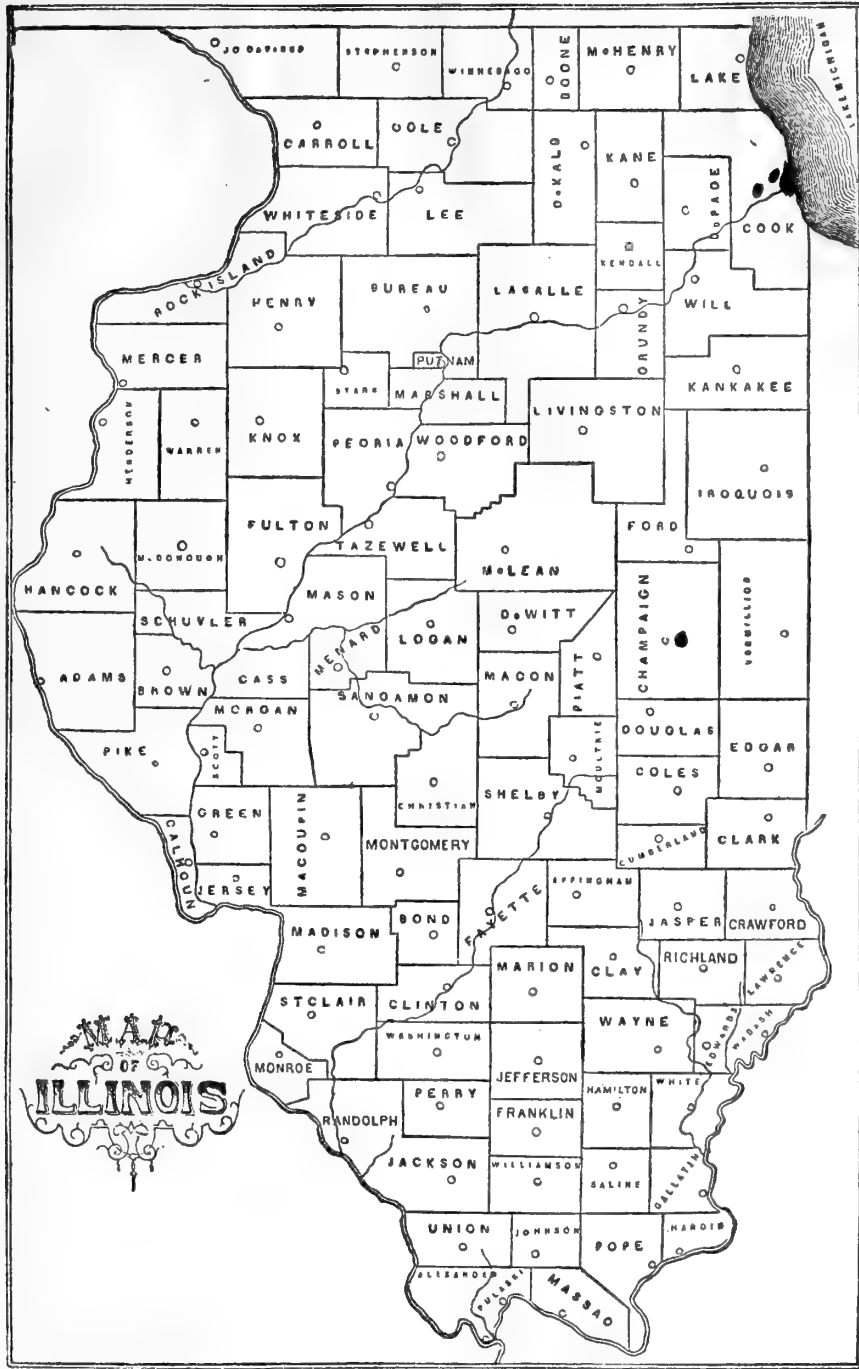 JO DAVIESS
STEPHENSON
WINNEBAGO
BOONE
McHENRY
LAKE
LAKE MICHIGAN
CARROLL
OGLE
DeKALD
KANE
DuPAGE
COOK
WHITESIDE
LEE
KENDALL
ROCK ISLAND
HENRY
BUREAU
LASALLE
GRUNDY
WILL
MERCER
PUTNAM
STARK
MARSHALL
KANKAKEE
LIVINGSTON
HENDERSON
WARREN
KNOX
PEORIA
WOODFORD
IROQUOIS
FULTON
FORD
HANCOCK
McDONOUGH
TAZEWELL
McLEAN
MASON
CHAMPAIGN
VERMILLION
SCHUYLER
MENARD
LOGAN
DeWITT
ADAMS
BROWN
CASS
MACON
PIATT
SANGAMON
MORGAN
PIKE
SCOTT
DOUGLAS
EDGAR
MOULTRIE
COLES
CHRISTIAN
SHELBY
CALHOUN
GREEN
MACOUPIN
MONTGOMERY
CUMBERLAND
CLARK
JERSEY
FAYETTE
EFFINGHAM
JASPER
CRAWFORD
MADISON
BOND
MARION
CLAY
RICHLAND
LAWRENCE
ST CLAIR
CLINTON
WAYNE
EDWARDS
WABASH
MAP
OF
ILLINOIS
MONROE
WASHINGTON
JEFFERSON
HAMILTON
WHITE
RANDOLPH
PERRY
FRANKLIN
JACKSON
WILLIAMSON
SALINE
GALLATIN
UNION
JOHNSON
POPE
HARDIN
ALEXANDER
PULASKI
MASSAC